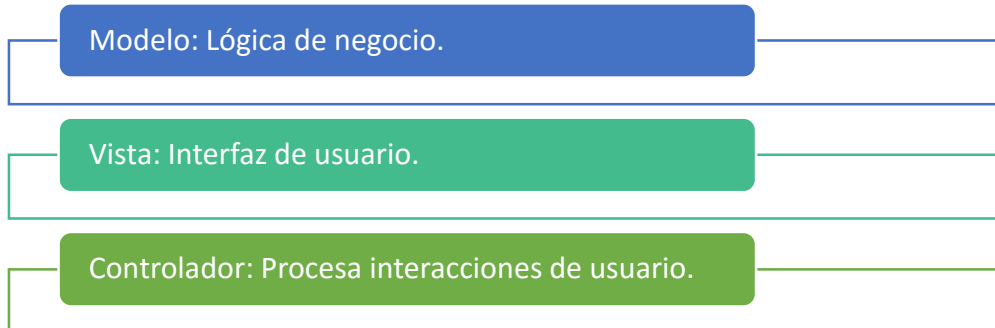 Modelo: Lógica de negocio.
Vista: Interfaz de usuario.
Controlador: Procesa interacciones de usuario.